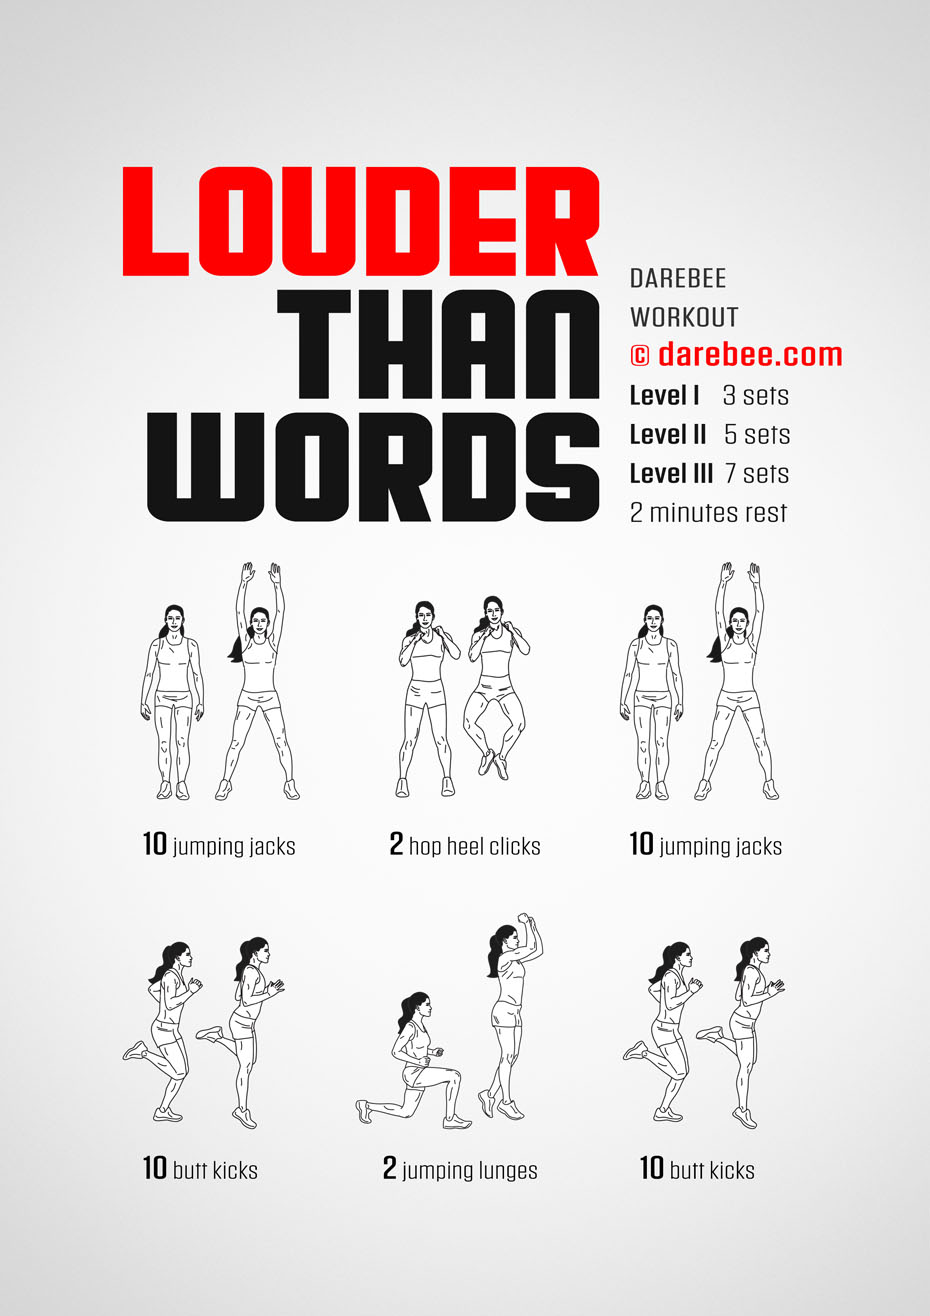 LOUDER
THAN
WORDS
DAREBEE
WORKOUT
© darebee.com
Level I 3 sets
Level II 5 sets
Level III 7 sets
2 minutes rest
10 jumping jacks
2 hop heel clicks
10 jumping jacks
10 butt kicks
2 jumping lunges
10 butt kicks